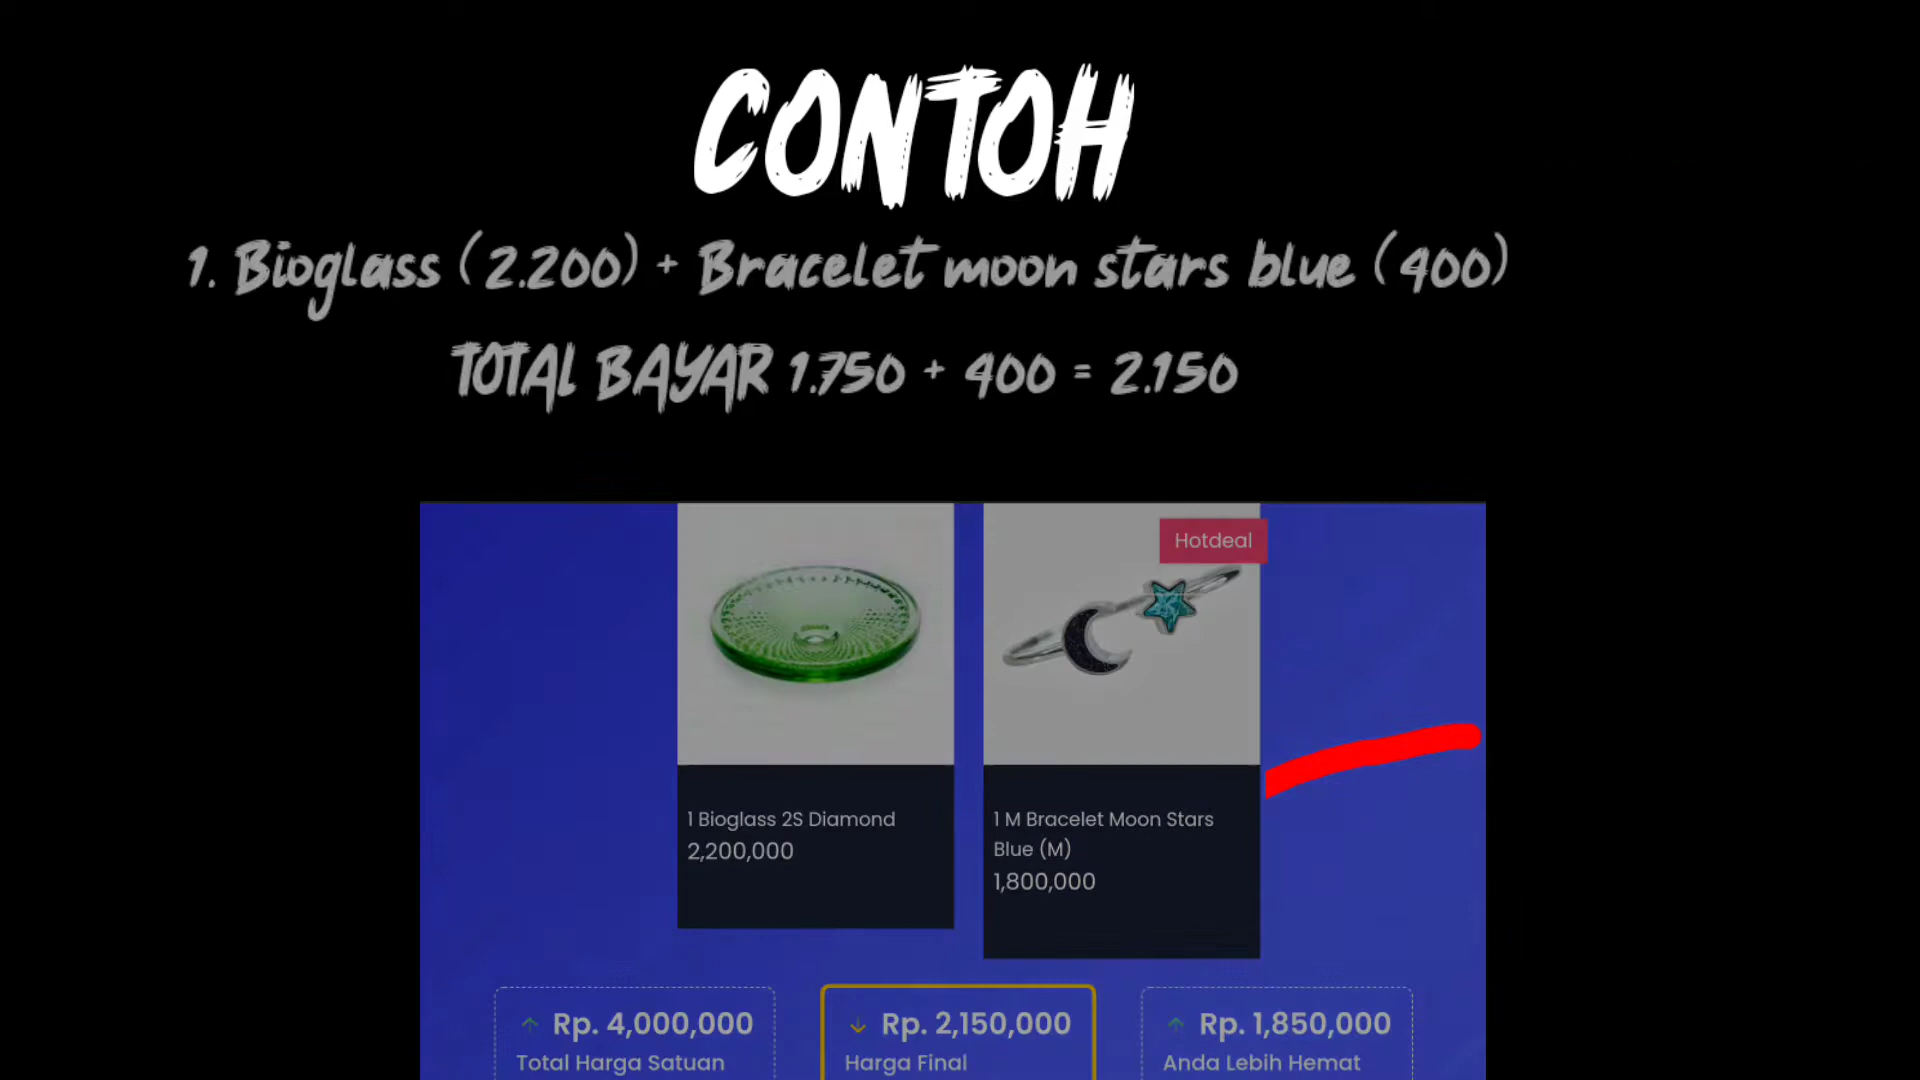 CONTOH
1. Bioglass (2.200) + Bracelet moon stars blue (400)
TOTAL BAYAR 1.750 + 400 = 2.150
Hotdeal
1 Bioglass 2S Diamond
2,200,000
1 M Bracelet Moon Stars
Blue (M)
1,800,000
Rp. 4,000,000
Total Harga Satuan
Rp. 2,150,000
Harga Final
Rp. 1,850,000
Anda Lebih Hemat